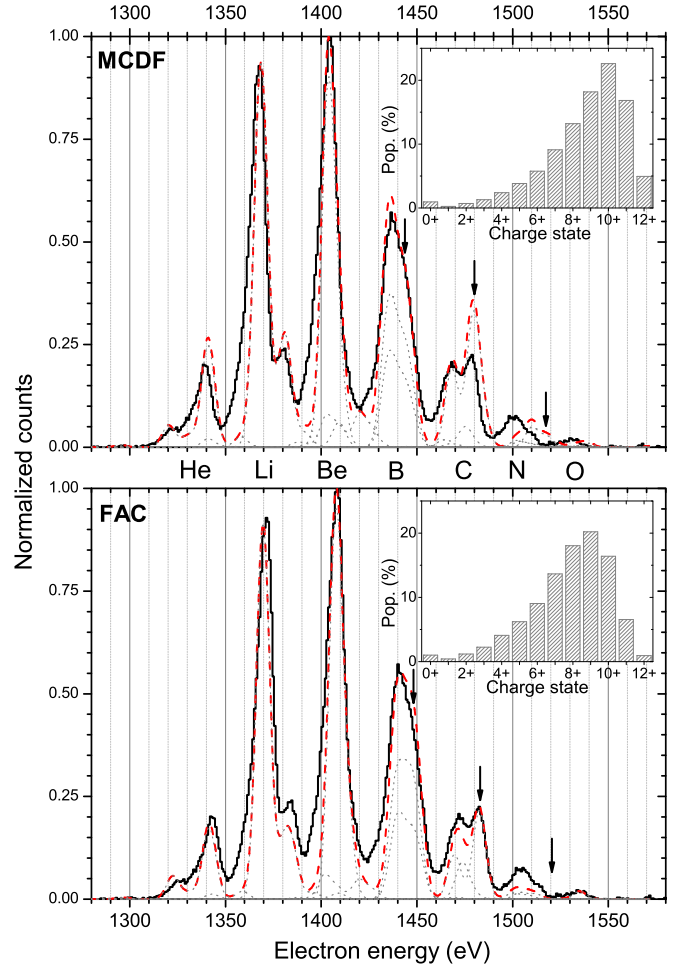 1300 1350 1400 1450 1500 1550
MCDF
1.00
0.75
0.50
0.25
0.00
Pop. (%)
20
10
0
0+ 2+ 4+ 6+ 8+ 10+ 12+
Charge state
He Li Be B C N O
Normalized counts
FAC
1.00
0.75
0.50
0.25
0.00
Pop. (%)
20
10
0
0+ 2+ 4+ 6+ 8+ 10+ 12+
Charge state
1300 1350 1400 1450 1500 1550
Electron energy (eV)